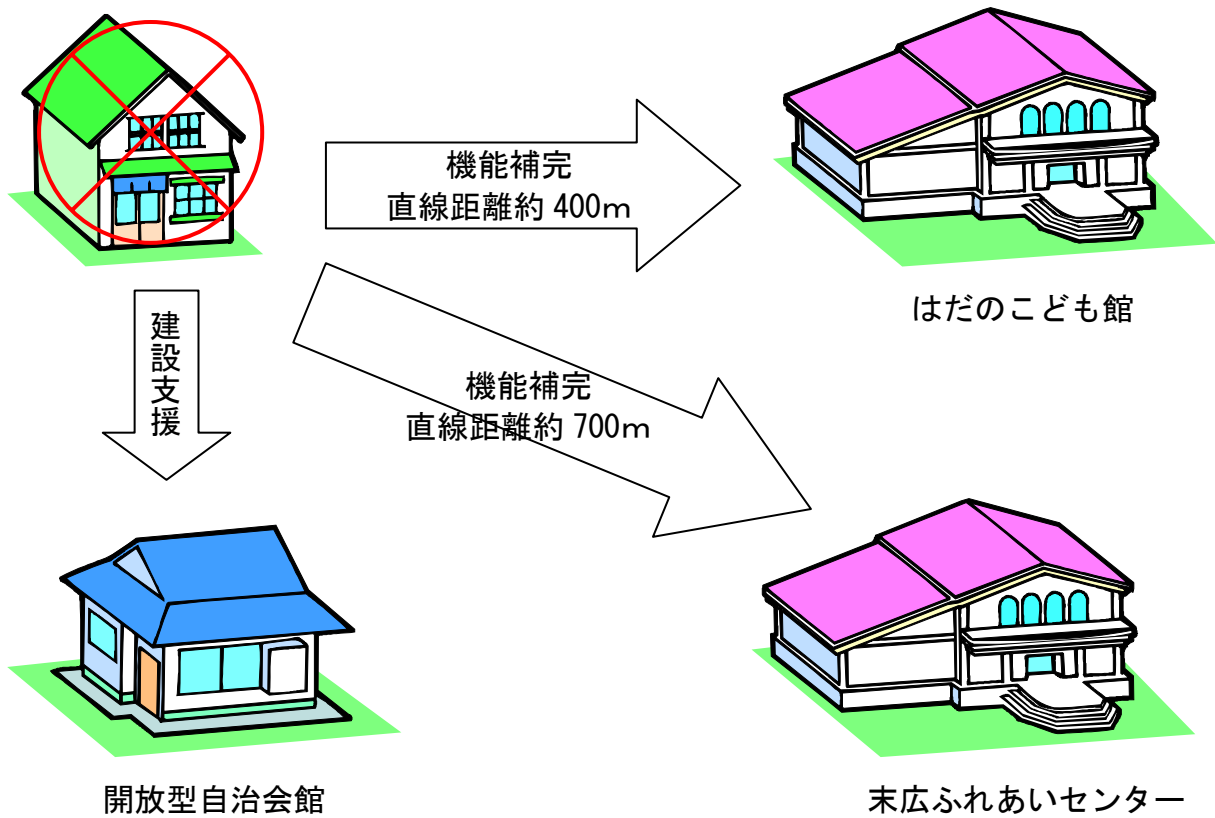 機能補完
直線距離約 400ｍ
はだのこども館
建設支援
機能補完
直線距離約 700ｍ
開放型自治会館
末広ふれあいセンター